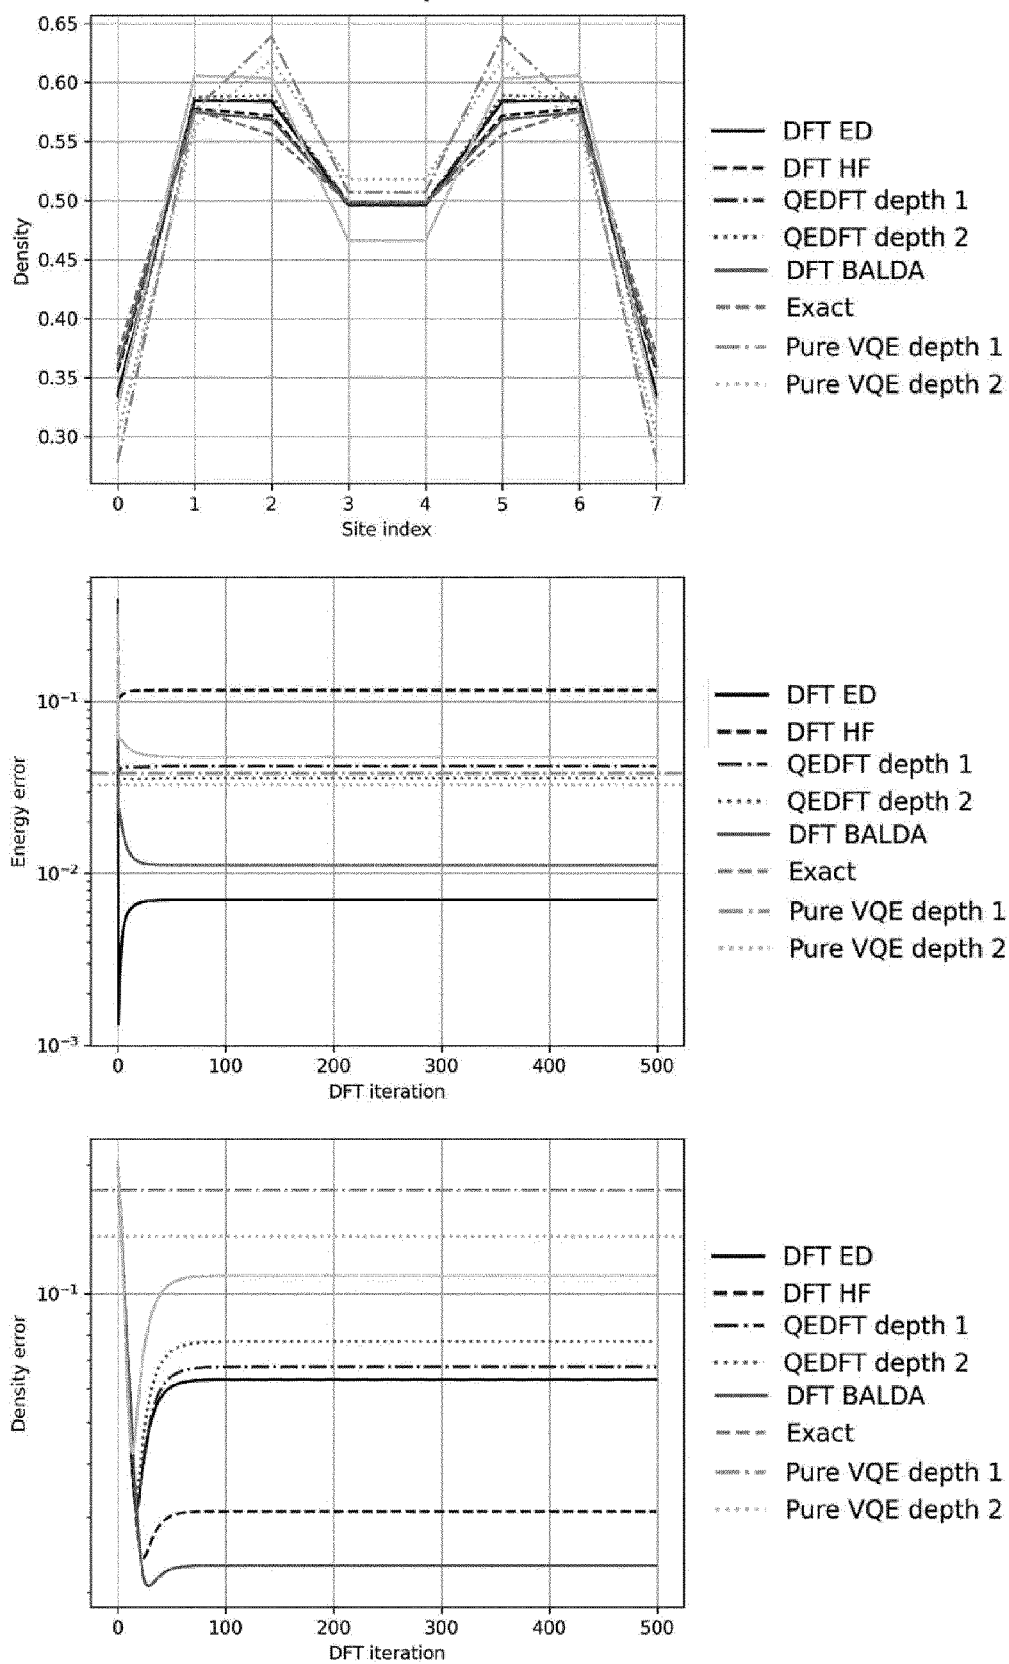 0.65
0.60
0.55
0.50
0.45
0.40
0.35
0.30
Density
0 1 2 3 4 5 6 7
Site index
DFT ED
DFT HF
QEDFT depth 1
QEDFT depth 2
DFT BALDA
Exact
Pure VQE depth 1
Pure VQE depth 2
10⁻¹
10⁻²
10⁻³
Energy error
0 100 200 300 400 500
DFT iteration
DFT ED
DFT HF
QEDFT depth 1
QEDFT depth 2
DFT BALDA
Exact
Pure VQE depth 1
Pure VQE depth 2
10⁻¹
Density error
0 100 200 300 400 500
DFT iteration
DFT ED
DFT HF
QEDFT depth 1
QEDFT depth 2
DFT BALDA
Exact
Pure VQE depth 1
Pure VQE depth 2